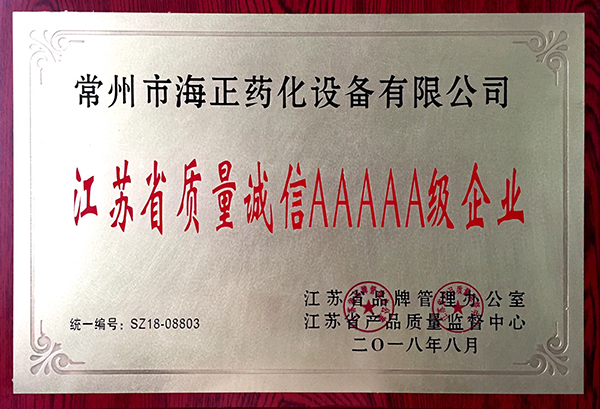 常州市海正药化设备有限公司
江苏省质量诚信AAAAA级企业
江苏省品牌管理办公室
统一编号：SZ18-08803
江苏省产品质量监督中心
二〇一八年八月